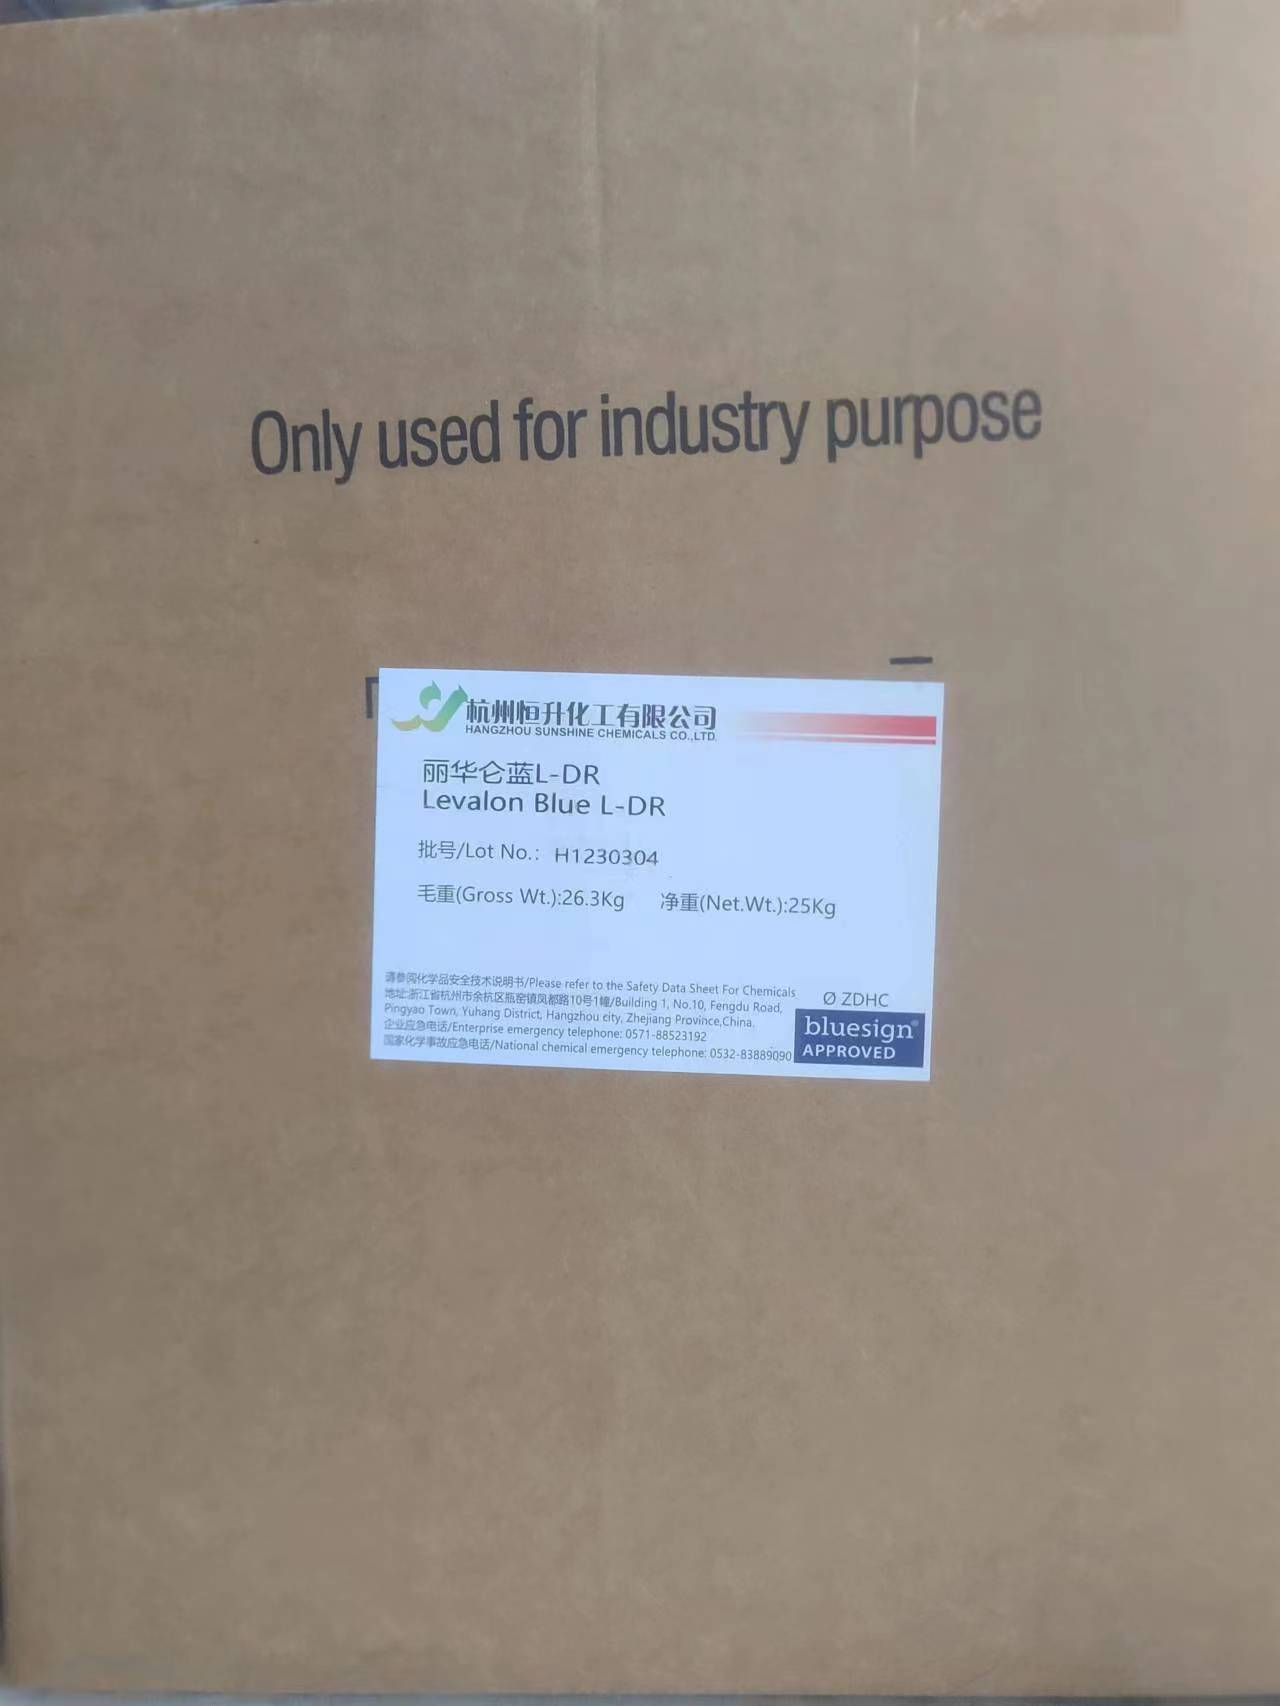 Only used for industry purpose
杭州恒升化工有限公司
HANGZHOU SUNSHINE CHEMICALS CO.,LTD.
丽华仑蓝L-DR
Levalon Blue L-DR
批号/Lot No.: H1230304
毛重(Gross Wt.):26.3Kg 净重(Net.Wt.):25Kg
请参阅化学品安全技术说明书/Please refer to the Safety Data Sheet For Chemicals
地址:浙江省杭州市余杭区瓶窑镇凤都路10号1幢/Building 1, No.10, Fengdu Road,
Pingyao Town, Yuhang District, Hangzhou city, Zhejiang Province,China.
企业应急电话/Enterprise emergency telephone: 0571-88523192
国家化学事故应急电话/National chemical emergency telephone: 0532-83889090
Ø ZDHC
bluesign®
APPROVED